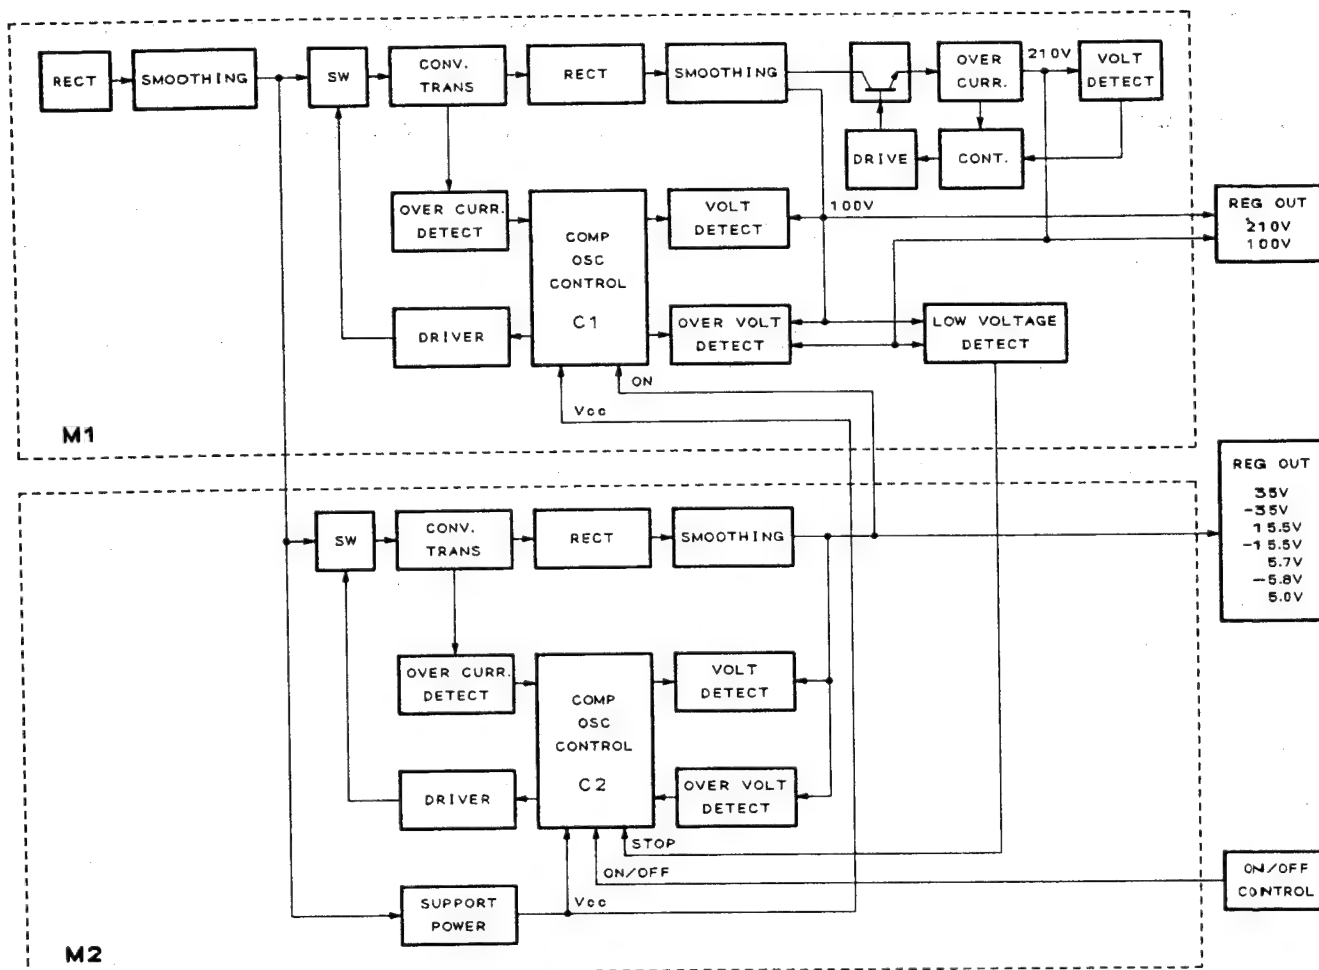 RECT
SMOOTHING
SW
CONV.
TRANS
RECT
SMOOTHING
OVER
CURR.
210V
VOLT
DETECT
DRIVE
CONT.
OVER CURR.
DETECT
COMP
OSC
CONTROL
C1
VOLT
DETECT
100V
REG OUT
210V
100V
DRIVER
OVER VOLT
DETECT
LOW VOLTAGE
DETECT
ON
Vcc
M1
REG OUT
35V
-35V
15.5V
-15.5V
5.7V
-5.8V
5.0V
SW
CONV.
TRANS
RECT
SMOOTHING
OVER CURR.
DETECT
COMP
OSC
CONTROL
C2
VOLT
DETECT
DRIVER
OVER VOLT
DETECT
STOP
ON/OFF
Vcc
ON/OFF
CONTROL
SUPPORT
POWER
M2